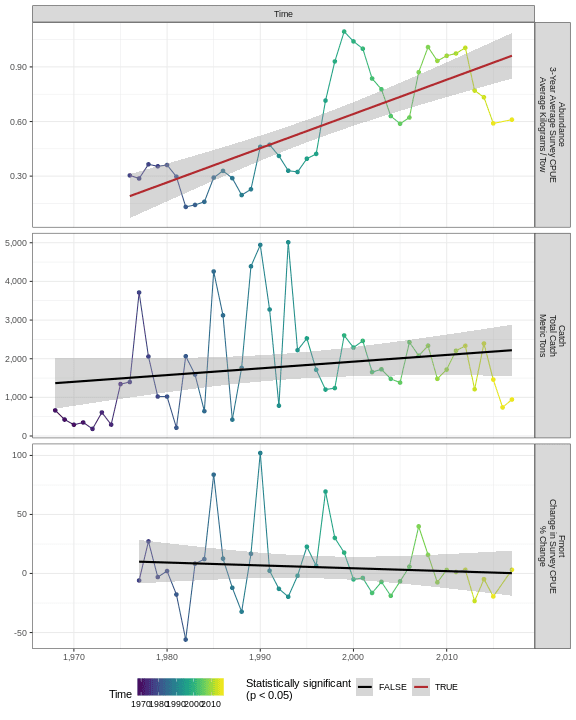 Time
0.90
0.60
0.30
Abundance
3-Year Average Survey CPUE
Average Kilograms / Tow
5,000
4,000
3,000
2,000
1,000
0
Catch
Total Catch
Metric Tons
100
50
0
-50
Fmort
Change in Survey CPUE
% Change
1,970
1,980
1,990
2,000
2,010
Time
1970
1980
1990
2000
2010
Statistically significant
(p < 0.05)
FALSE
TRUE